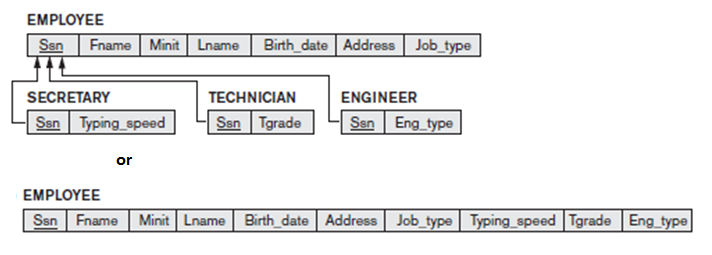 EMPLOYEE
Ssn Fname Minit Lname Birth_date Address Job_type
SECRETARY TECHNICIAN ENGINEER
Ssn Typing_speed Ssn Tgrade Ssn Eng_type
or
EMPLOYEE
Ssn Fname Minit Lname Birth_date Address Job_type Typing_speed Tgrade Eng_type